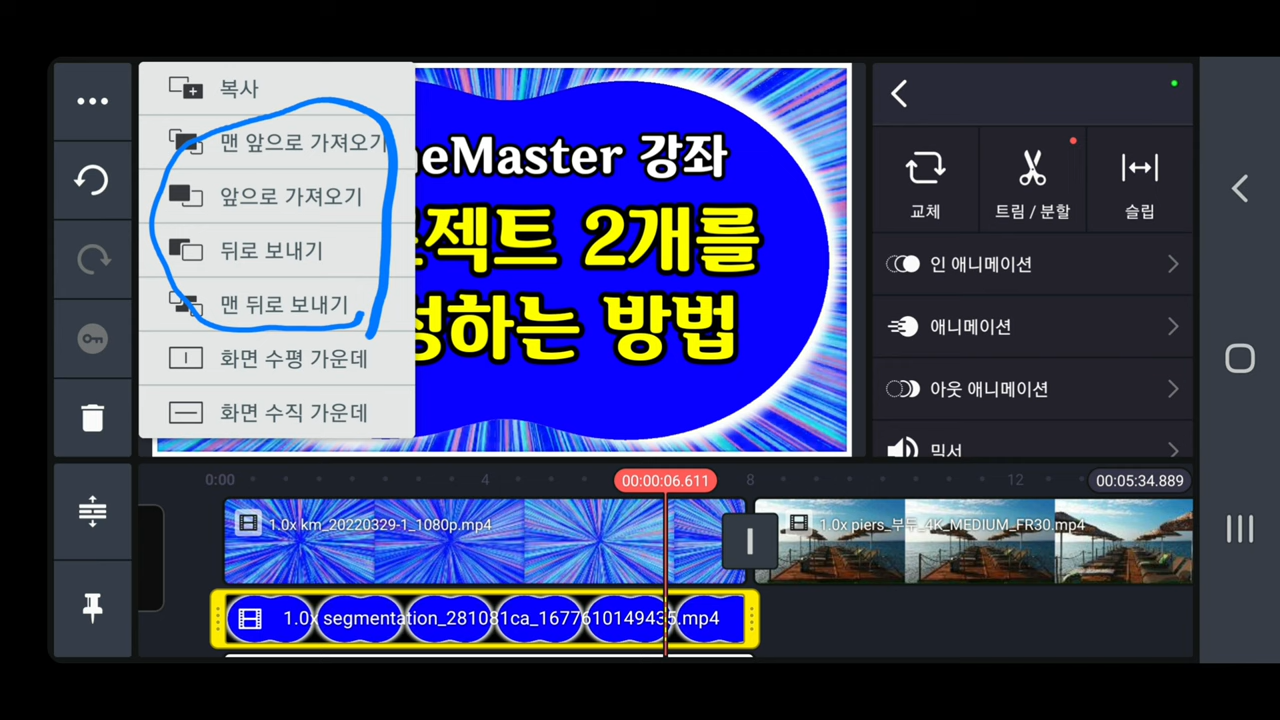 복사
맨 앞으로 가져오기
앞으로 가져오기
뒤로 보내기
맨 뒤로 보내기
화면 수평 가운데
화면 수직 가운데
neMaster 강좌
젝트 2개를
성하는 방법
교체
트림 / 분할
슬립
인 애니메이션
애니메이션
아웃 애니메이션
믹서
0:00
4
00:00:06.611
8
12
00:05:34.889
1.0x km_20220329-1_1080p.mp4
1.0x piers_부두_4K_MEDIUM_FR30.mp4
1.0x segmentation_281081ca_1677610149435.mp4